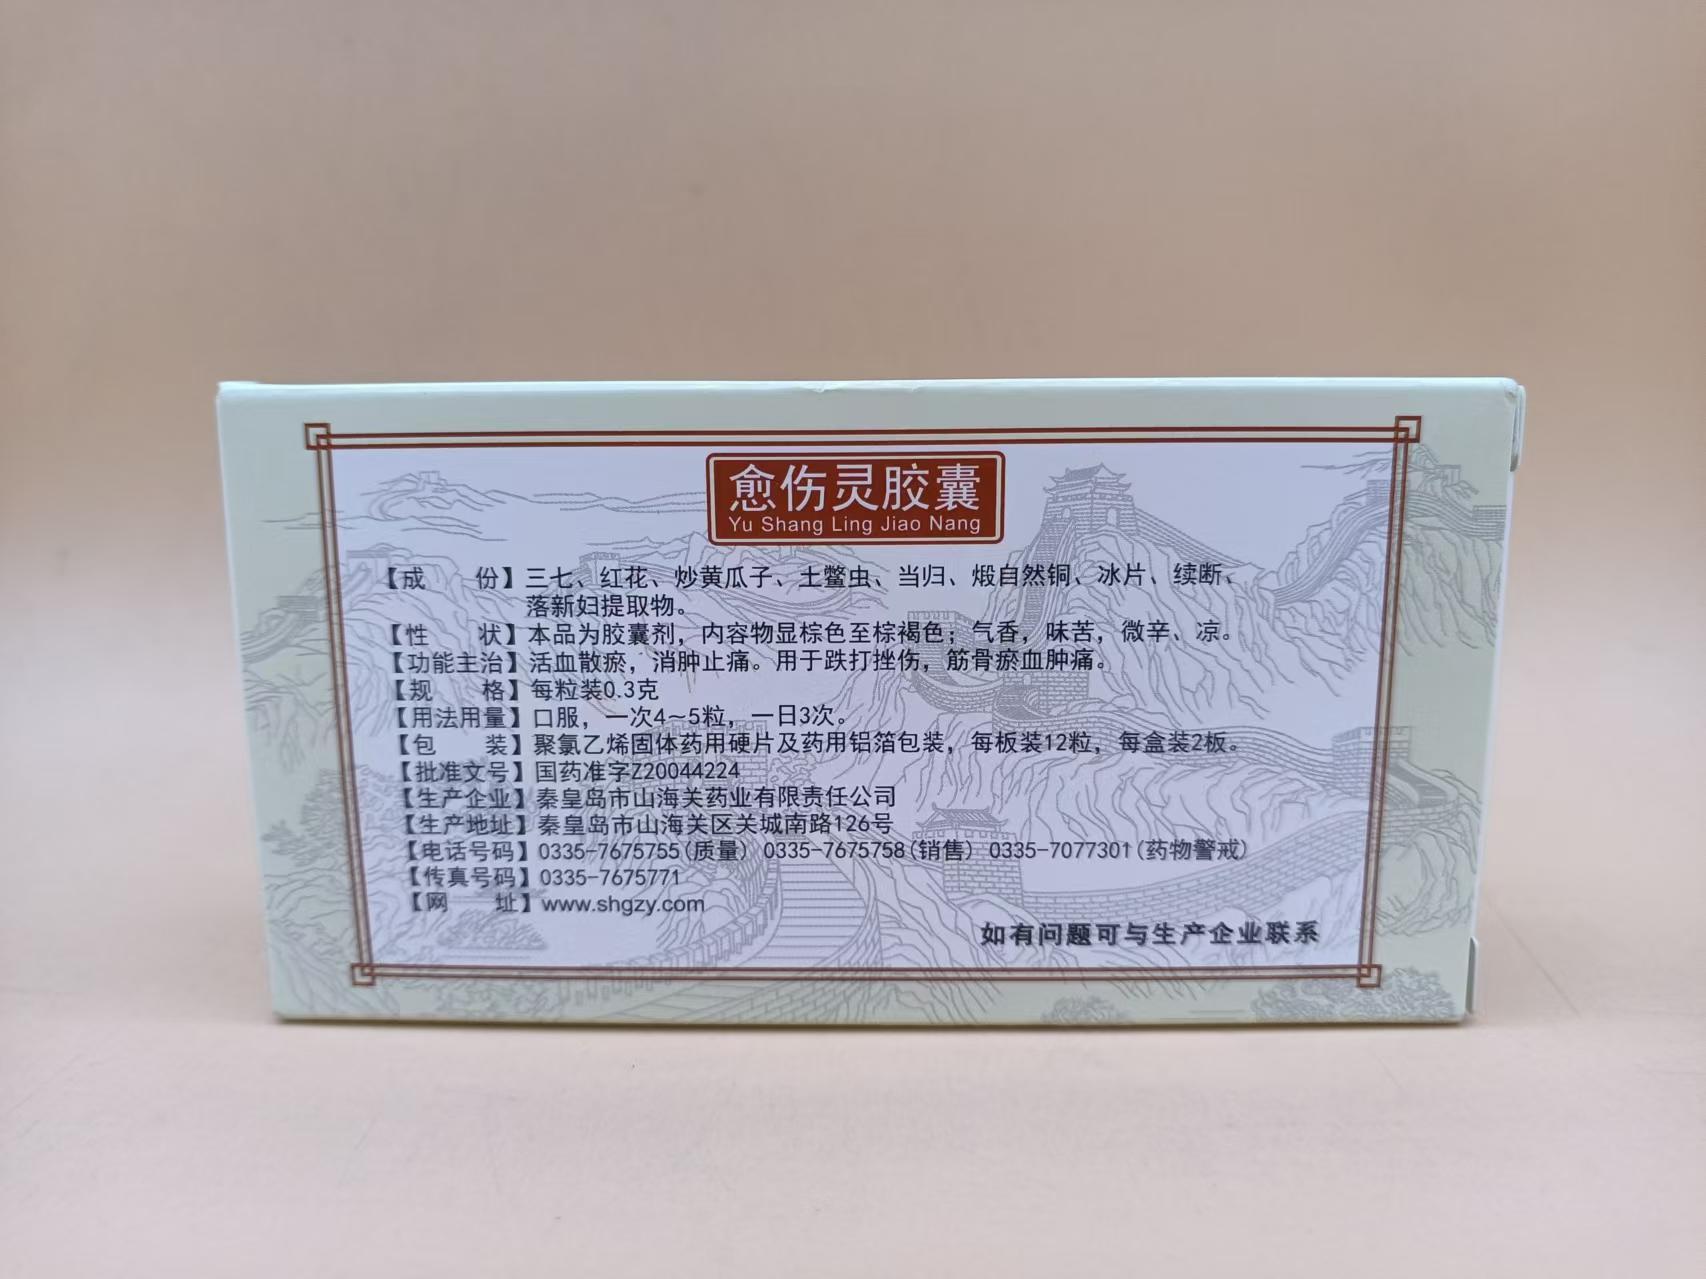 愈伤灵胶囊
Yu Shang Ling Jiao Nang
【成　　份】三七、红花、炒黄瓜子、土鳖虫、当归、煅自然铜、冰片、续断、
落新妇提取物。
【性　　状】本品为胶囊剂，内容物显棕色至棕褐色；气香，味苦，微辛、凉。
【功能主治】活血散瘀，消肿止痛。用于跌打挫伤，筋骨瘀血肿痛。
【规　　格】每粒装0.3克
【用法用量】口服，一次4～5粒，一日3次。
【包　　装】聚氯乙烯固体药用硬片及药用铝箔包装，每板装12粒，每盒装2板。
【批准文号】国药准字Z20044224
【生产企业】秦皇岛市山海关药业有限责任公司
【生产地址】秦皇岛市山海关区关城南路126号
【电话号码】0335-7675755(质量) 0335-7675758(销售) 0335-7077301(药物警戒)
【传真号码】0335-7675771
【网　　址】www.shgzy.com
如有问题可与生产企业联系